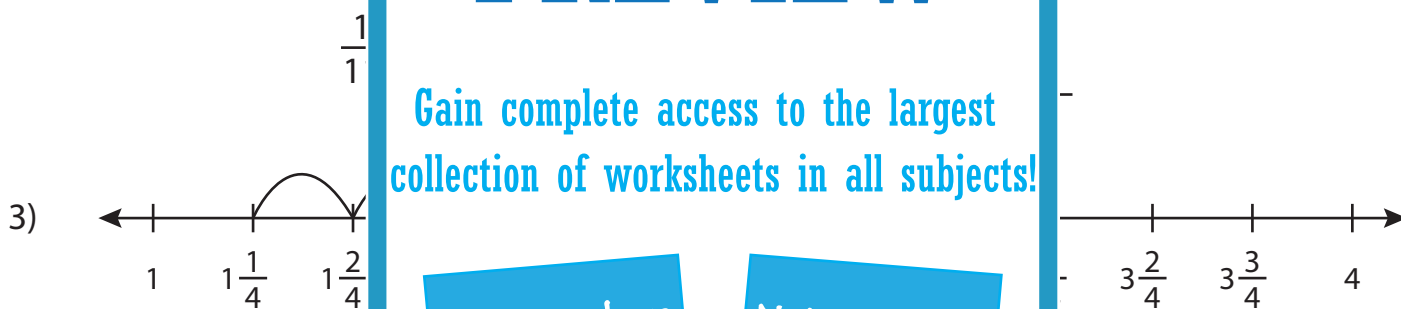 Gain complete access to the largest
collection of worksheets in all subjects!
3)
1 1 1/4 1 2/4 3 2/4 3 3/4 4